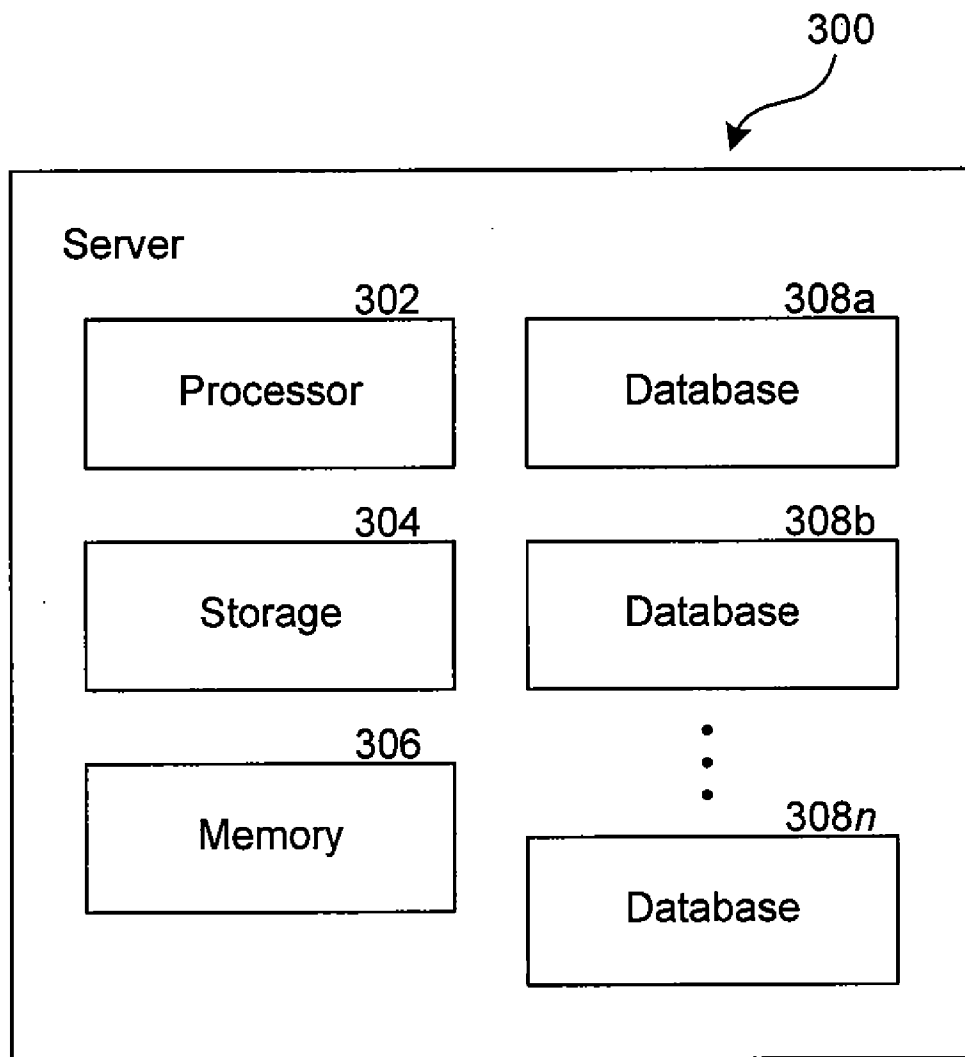 300
Server
302
Processor
304
Storage
306
Memory
308a
Database
308b
Database
308n
Database